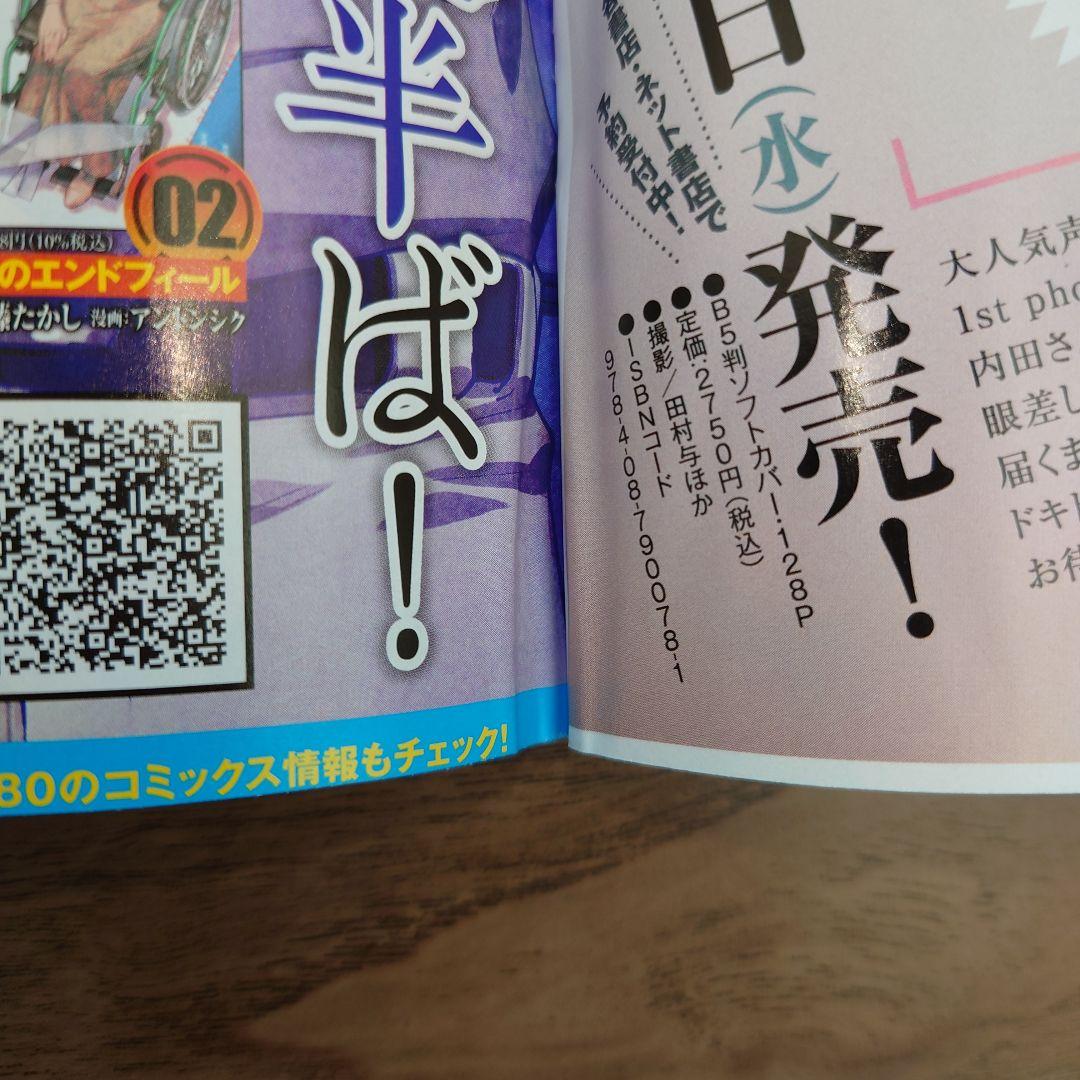 半ば!
02
円(10%税込)
のエンドフィール
藤たかし 漫画:アンドンシク
80のコミックス情報もチェック!
日(水)発売!
書店・ネット書店で
予約受付中!
●B5判ソフトカバー・128P
●定価:2750円(税込)
●撮影/田村与ほか
●ISBNコード
978-4-08-790078-1
大人気声
1st pho
内田さ
眼差し
届くま
ドキド
お待